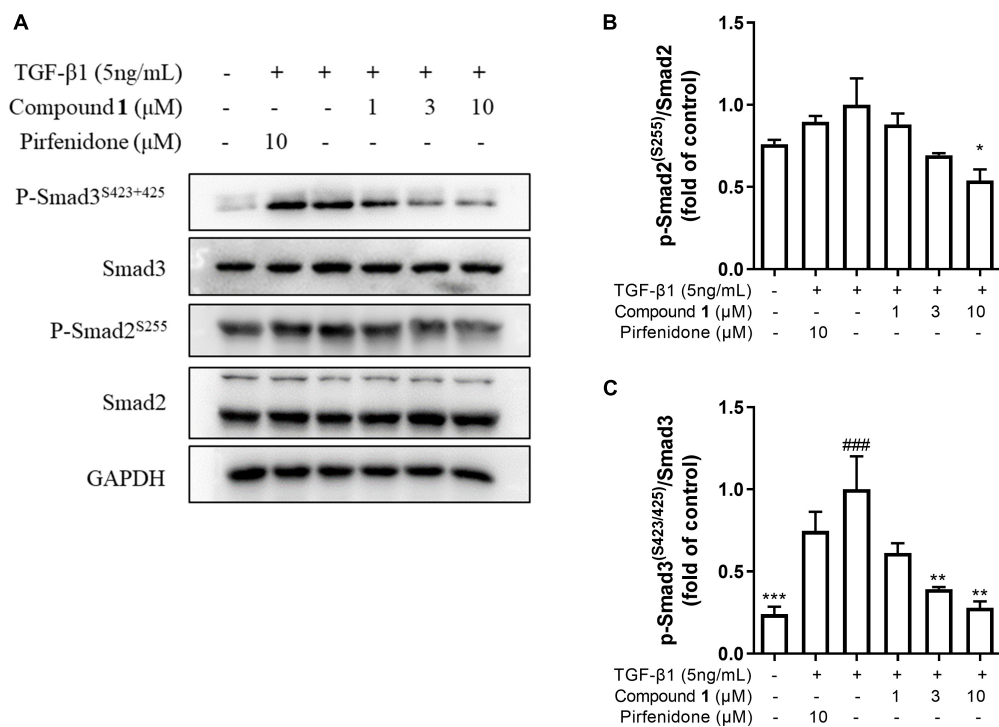 A
TGF-β1 (5ng/mL) - + + + + +
Compound 1 (μM) - - - 1 3 10
Pirfenidone (μM) - 10 - - - -
P-Smad3S423+425
Smad3
P-Smad2S255
Smad2
GAPDH
B
p-Smad2(S255)/Smad2
(fold of control)
1.5
1.0
0.5
0.0
*
TGF-β1 (5ng/mL) - + + + + +
Compound 1 (μM) - - - 1 3 10
Pirfenidone (μM) - 10 - - - -
C
p-Smad3(S423/425)/Smad3
(fold of control)
1.5
1.0
0.5
0.0
*** ### ** **
TGF-β1 (5ng/mL) - + + + + +
Compound 1 (μM) - - - 1 3 10
Pirfenidone (μM) - 10 - - - -